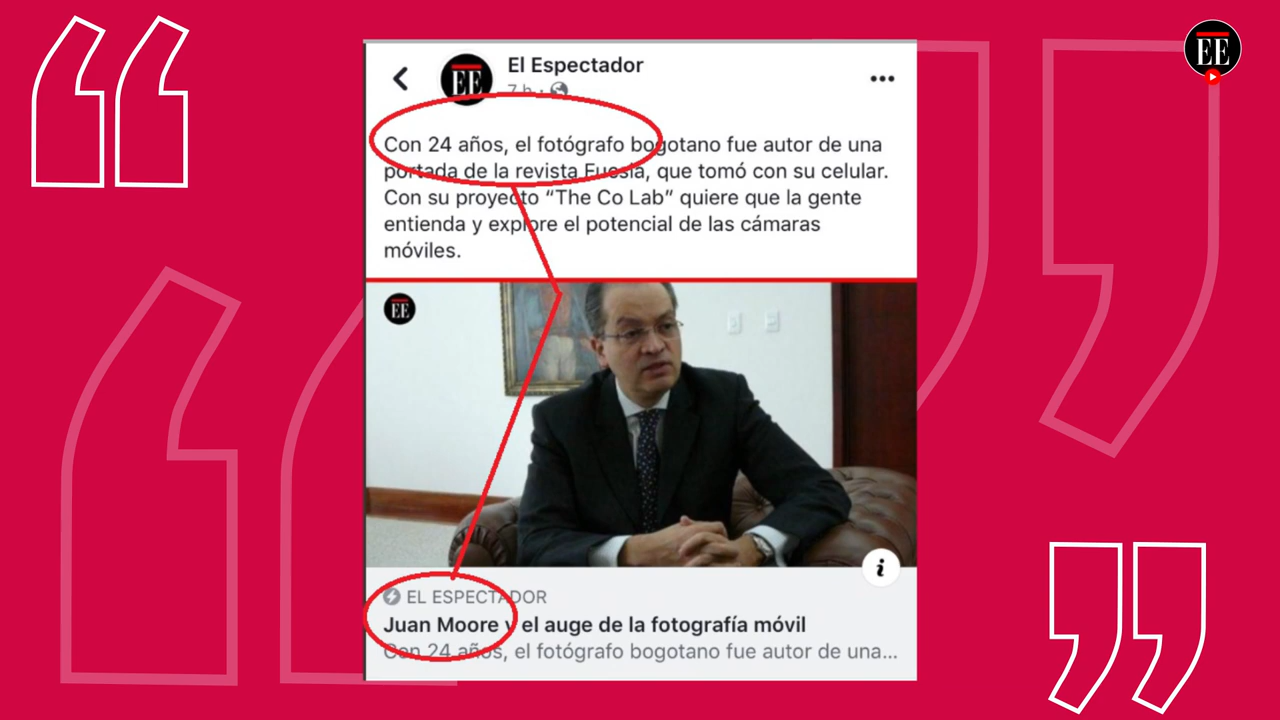 EE
EE El Espectador
7 h ·
Con 24 años, el fotógrafo bogotano fue autor de una
portada de la revista Fucsia, que tomó con su celular.
Con su proyecto “The Co Lab” quiere que la gente
entienda y explore el potencial de las cámaras
móviles.
EE
i
EL ESPECTADOR
Juan Moore y el auge de la fotografía móvil
Con 24 años, el fotógrafo bogotano fue autor de una...